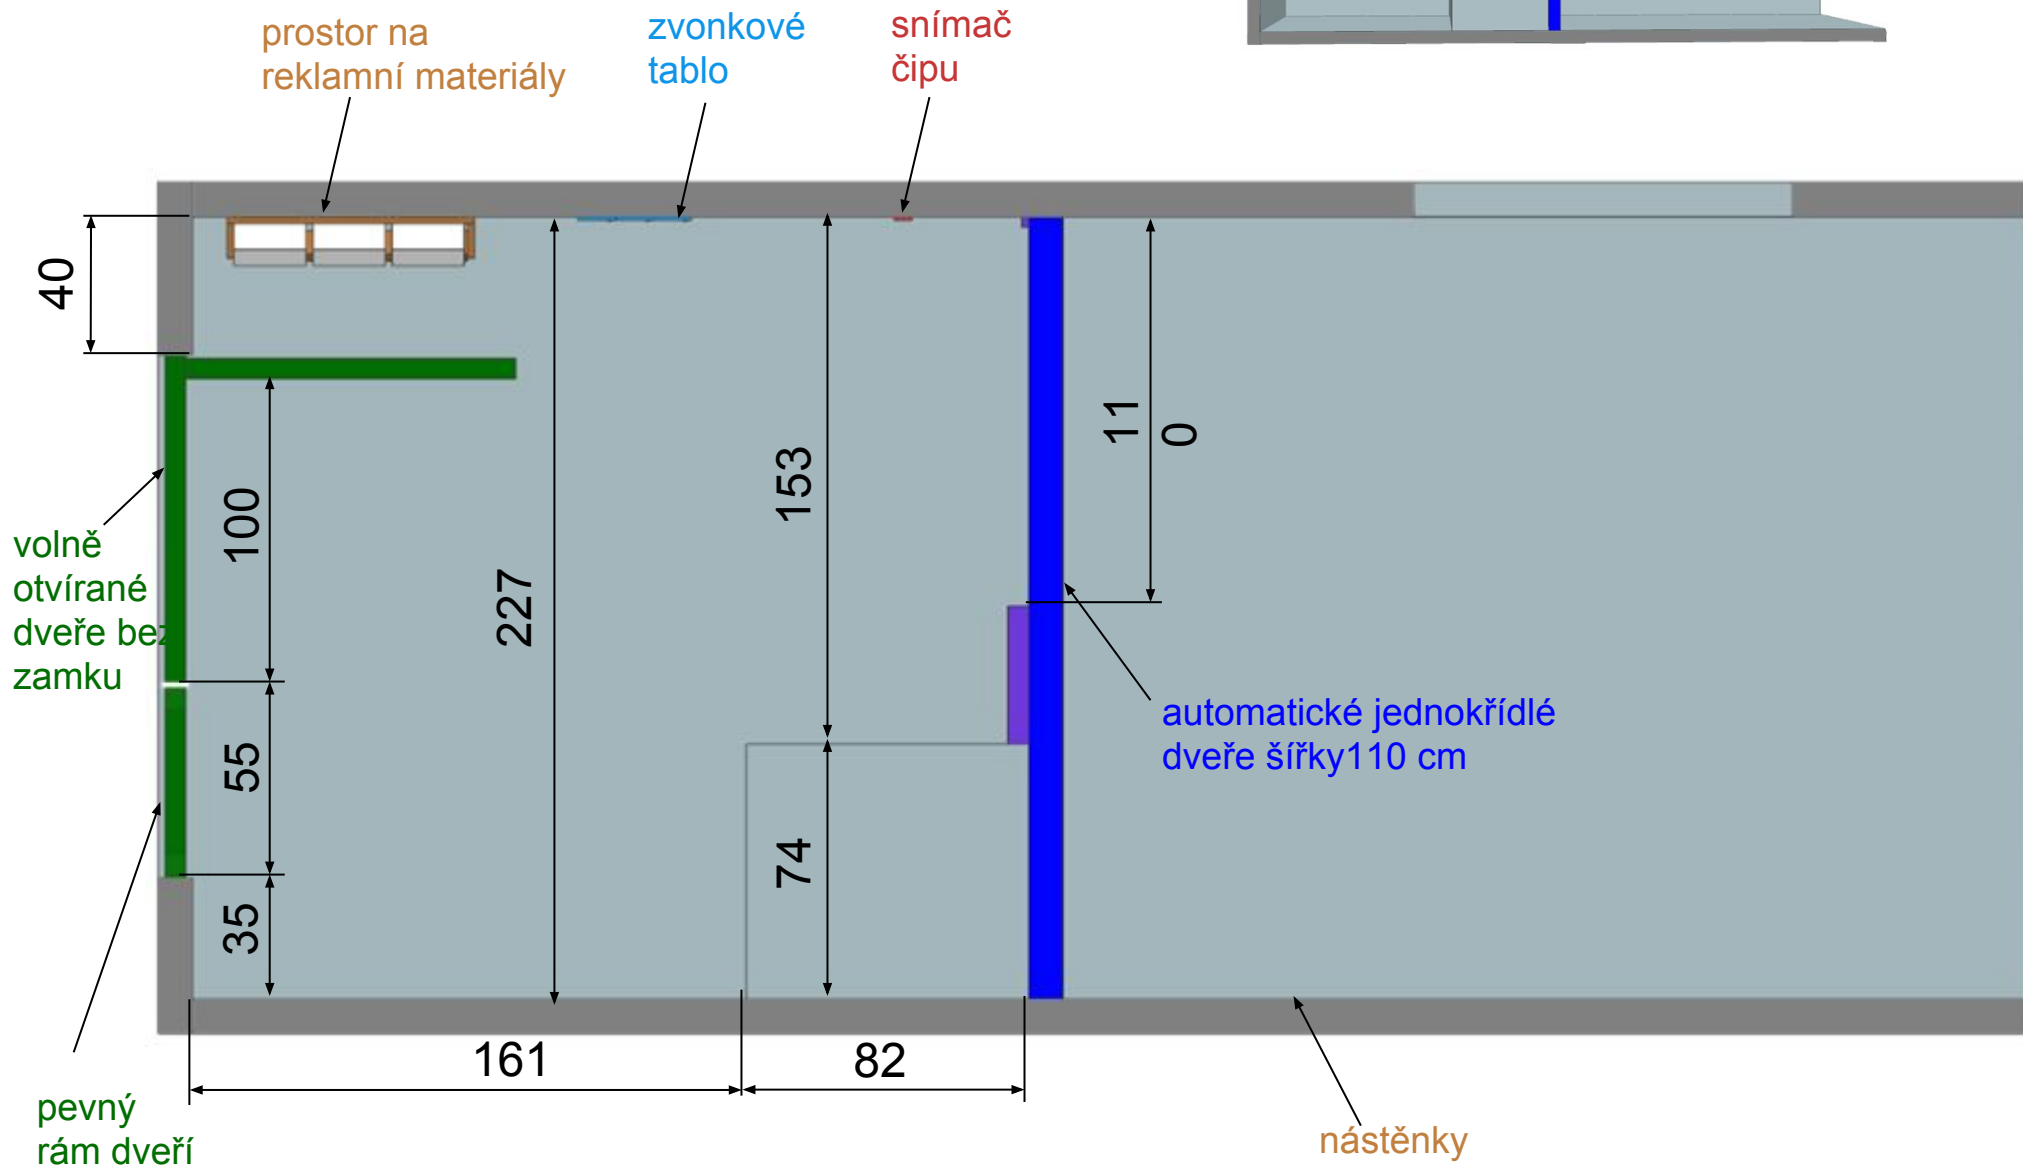 prostor na
reklamní materiály
zvonkové
tablo
snímač
čipu
40
100
227
153
11
0
volně
otvírané
dveře bez
zamku
55
74
35
automatické jednokřídlé
dveře šířky110 cm
161
82
pevný
rám dveří
nástěnky